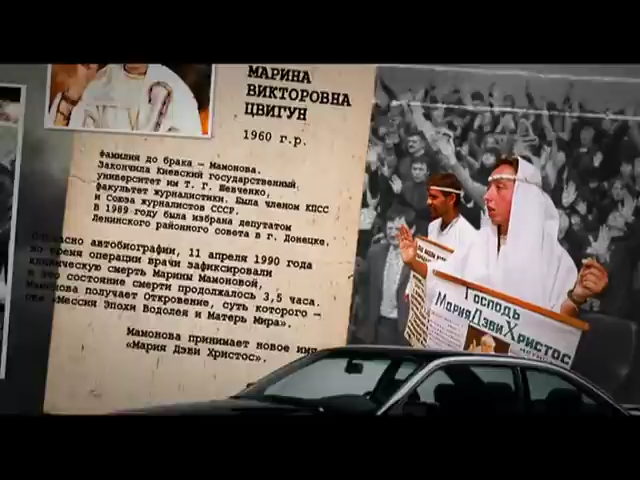 МАРИНА
ВИКТОРОВНА
ЦВИГУН
1960 г.р.
Фамилия до брака — Мамонова.
Закончила Киевский государственный
университет им Т. Г. Шевченко,
факультет журналистики. Была членом КПСС
и Союза журналистов СССР.
В 1989 году была избрана депутатом
Ленинского районного совета в г. Донецке.
Согласно автобиографии, 11 апреля 1990 года
во время операции врачи зафиксировали
клиническую смерть Марины Мамоновой,
и это состояние смерти продолжалось 3,5 часа.
Мамонова получает Откровение, суть которого —
она «Мессия Эпохи Водолея и Матерь Мира».
Мамонова принимает новое имя
«Мария Дэви Христос».
Господь
Мария Дэви Христос